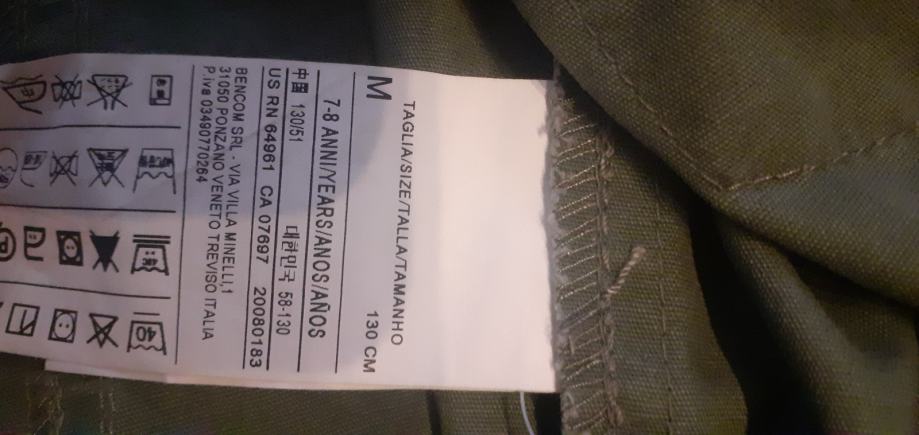 TAGLIA/SIZE/TALLA/TAMANHO
M 130 CM
7-8 ANNI/YEARS/ANOS/AÑOS
中国 130/51 대한민국 58-130
US RN 64961 CA 07697 20080183
BENCOM SRL - VIA VILLA MINELLI,1
31050 PONZANO VENETO TREVISO ITALIA
P.iva 03490770264